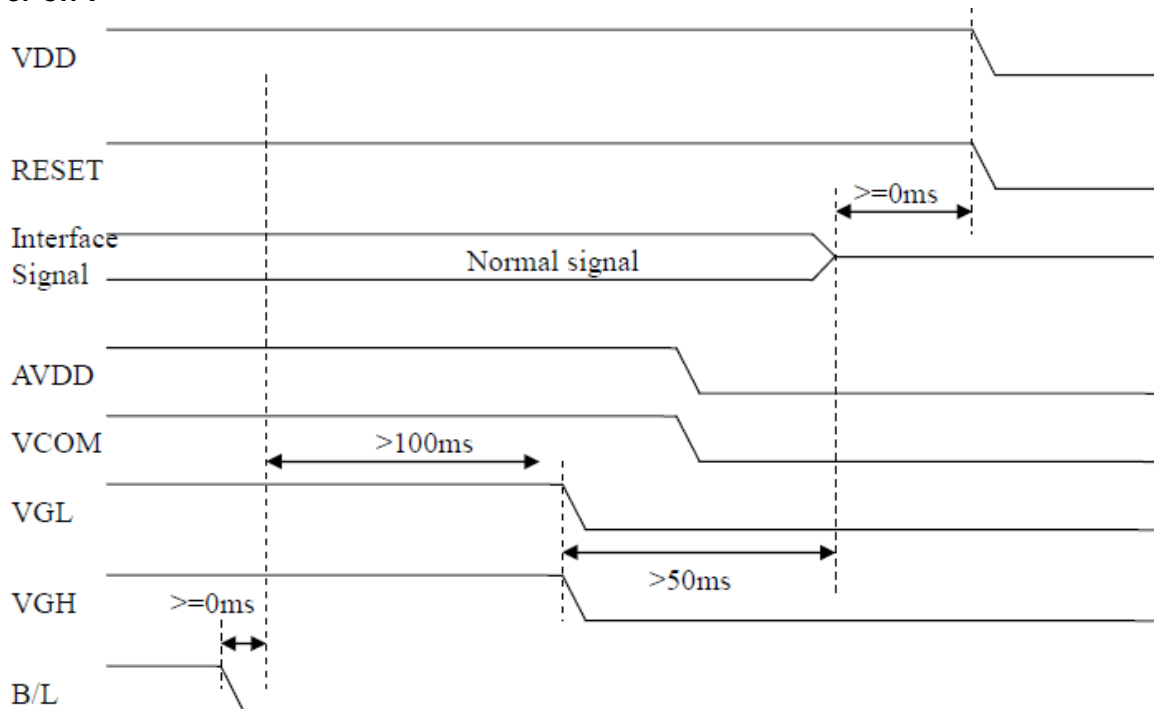 VDD
RESET
>=0ms
Interface
Signal
Normal signal
AVDD
VCOM
>100ms
VGL
>50ms
VGH
>=0ms
B/L